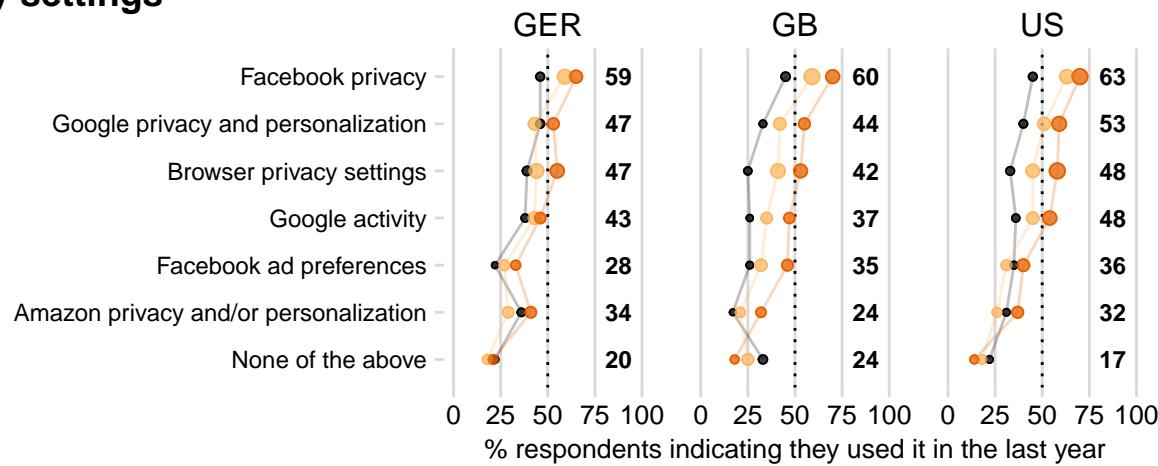 y settings
GER GB US
Facebook privacy 59 60 63
Google privacy and personalization 47 44 53
Browser privacy settings 47 42 48
Google activity 43 37 48
Facebook ad preferences 28 35 36
Amazon privacy and/or personalization 34 24 32
None of the above 20 24 17
0 25 50 75 100 0 25 50 75 100 0 25 50 75 100
% respondents indicating they used it in the last year